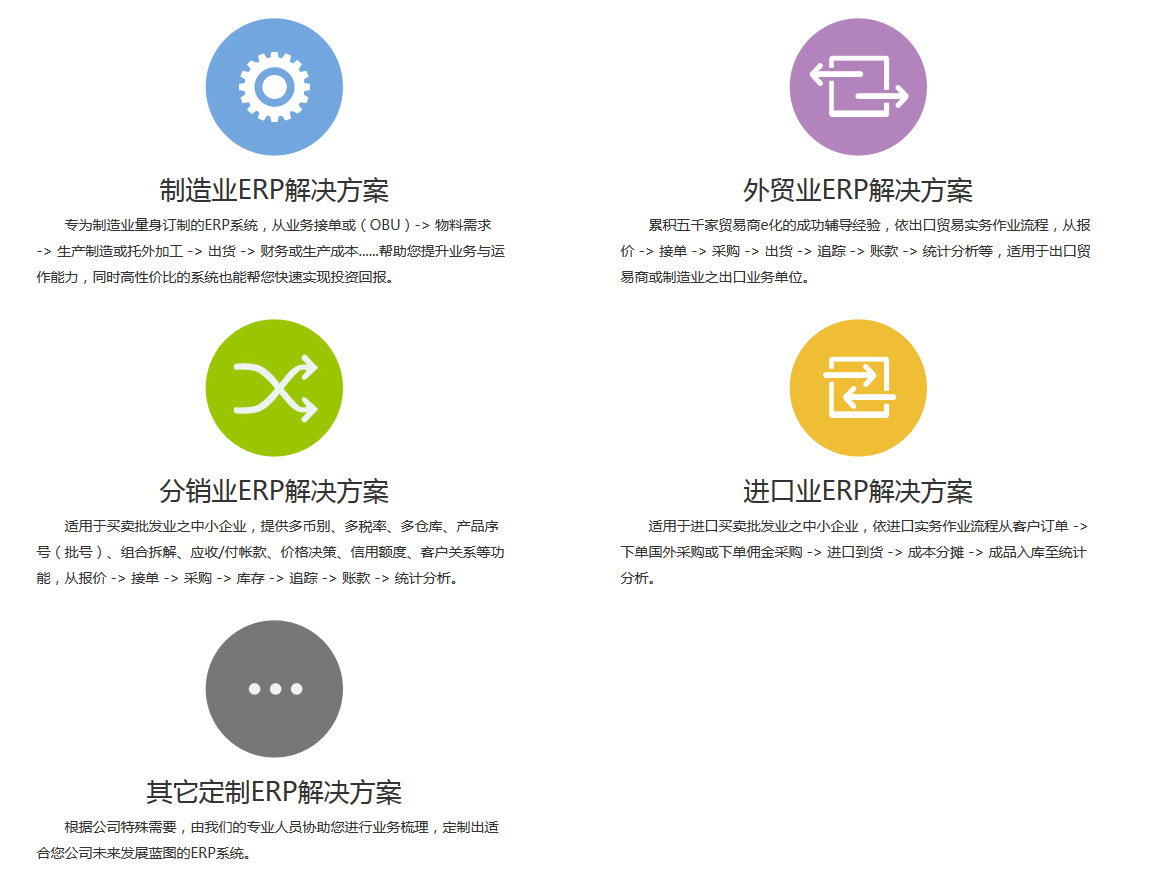 制造业ERP解决方案
专为制造业量身订制的ERP系统，从业务接单或（OBU）-> 物料需求
-> 生产制造或托外加工 -> 出货 -> 财务或生产成本......帮助您提升业务与运
作能力，同时高性价比的系统也能帮您快速实现投资回报。
外贸业ERP解决方案
累积五千家贸易商e化的成功辅导经验，依出口贸易实务作业流程，从报
价 -> 接单 -> 采购 -> 出货 -> 追踪 -> 账款 -> 统计分析等，适用于出口贸
易商或制造业之出口业务单位。
分销业ERP解决方案
适用于买卖批发业之中小企业，提供多币别、多税率、多仓库、产品序
号（批号）、组合拆解、应收/付帐款、价格决策、信用额度、客户关系等功
能，从报价 -> 接单 -> 采购 -> 库存 -> 追踪 -> 账款 -> 统计分析。
进口业ERP解决方案
适用于进口买卖批发业之中小企业，依进口实务作业流程从客户订单 ->
下单国外采购或下单佣金采购 -> 进口到货 -> 成本分摊 -> 成品入库至统计
分析。
其它定制ERP解决方案
根据公司特殊需要，由我们的专业人员协助您进行业务梳理，定制出适
合您公司未来发展蓝图的ERP系统。